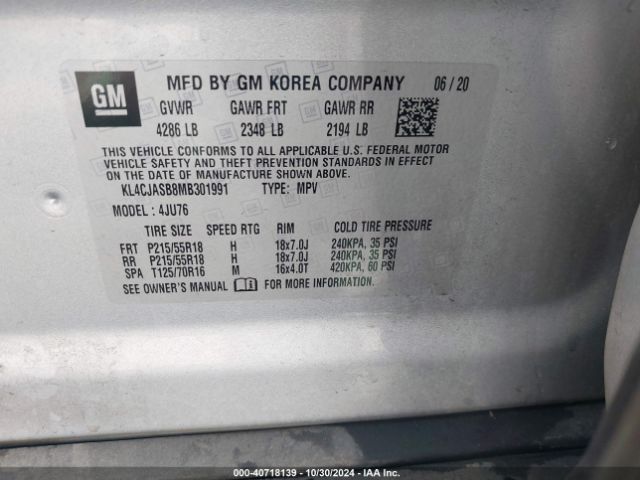 GM
MFD BY GM KOREA COMPANY 06/20
GVWR GAWR FRT GAWR RR
4286 LB 2348 LB 2194 LB
THIS VEHICLE CONFORMS TO ALL APPLICABLE U.S. FEDERAL MOTOR
VEHICLE SAFETY AND THEFT PREVENTION STANDARDS IN EFFECT
ON THE DATE OF MANUFACTURE SHOWN ABOVE.
KL4CJASB8MB301991 TYPE: MPV
MODEL: 4JU76
TIRE SIZE SPEED RTG RIM COLD TIRE PRESSURE
FRT P215/55R18 H 18x7.0J 240KPA, 35 PSI
RR P215/55R18 H 18x7.0J 240KPA, 35 PSI
SPA T125/70R16 M 16x4.0T 420KPA, 60 PSI
SEE OWNER'S MANUAL FOR MORE INFORMATION.
000-40718139 - 10/30/2024 - IAA Inc.